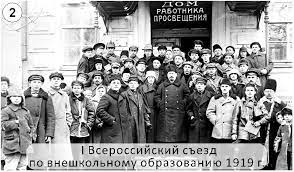 2
ДОМ
РАБОТНИКА
ПРОСВЕЩЕНИЯ
I Всероссийский съезд
по внешкольному образованию 1919 г.